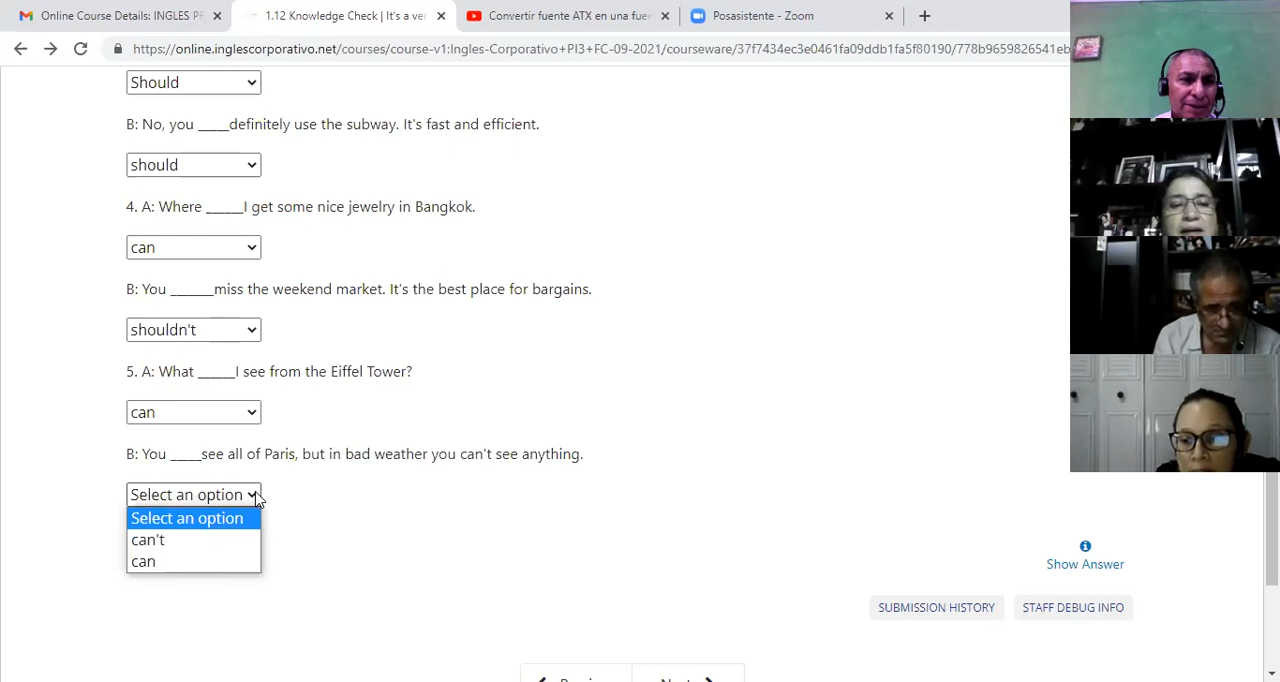 Online Course Details: INGLES PE
1.12 Knowledge Check | It's a ver
Convertir fuente ATX en una fuer
Posasistente - Zoom
https://online.inglescorporativo.net/courses/course-v1:Ingles-Corporativo+PI3+FC-09-2021/courseware/37f7434ec3e0461fa09ddb1fa5f80190/778b9659826541eb
Should
B: No, you ____definitely use the subway. It's fast and efficient.
should
4. A: Where _____I get some nice jewelry in Bangkok.
can
B: You ______miss the weekend market. It's the best place for bargains.
shouldn't
5. A: What _____I see from the Eiffel Tower?
can
B: You ____see all of Paris, but in bad weather you can't see anything.
Select an option
Select an option
can't
can
Show Answer
SUBMISSION HISTORY
STAFF DEBUG INFO